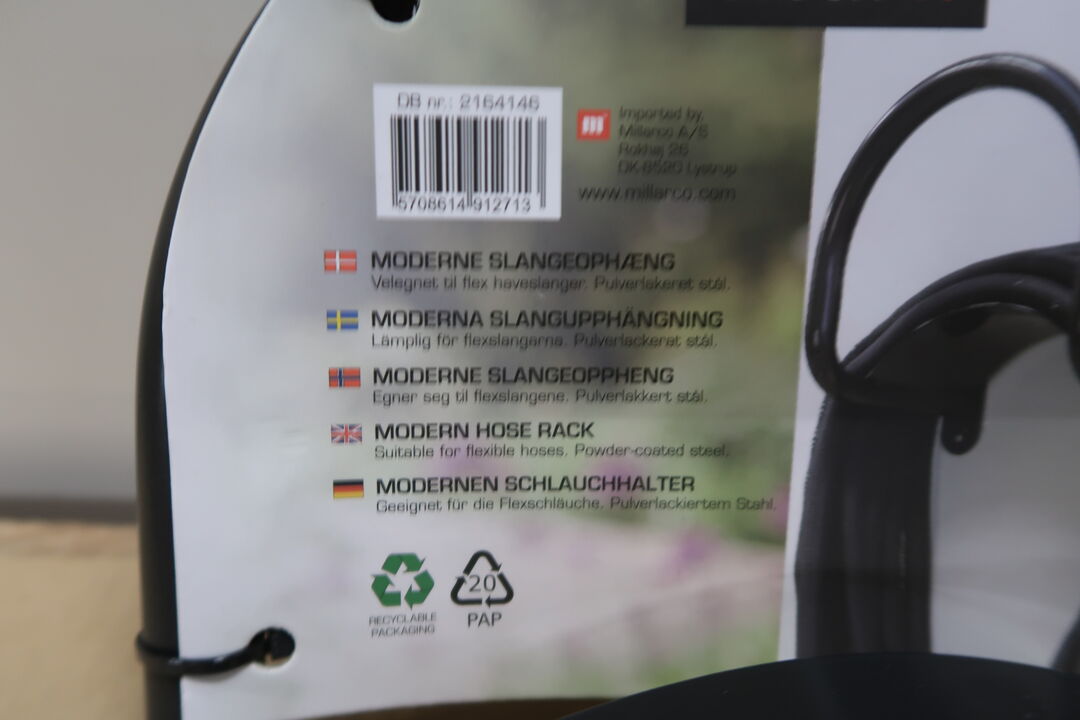 DB nr.: 2164146
5708614 912713
Imported by,
Millarco A/S
Rokhøj 26
DK-8520 Lystrup
www.millarco.com
MODERNE SLANGEOPHÆNG
Velegnet til flex haveslanger. Pulverlakeret stål.
MODERNA SLANGUPPHÄNGNING
Lämplig för flexslangarna. Pulverlackerat stål.
MODERNE SLANGEOPPHENG
Egner seg til flexslangene. Pulverlakkert stål.
MODERN HOSE RACK
Suitable for flexible hoses. Powder-coated steel.
MODERNEN SCHLAUCHHALTER
Geeignet für die Flexschläuche. Pulverlackiertem Stahl.
RECYCLABLE
PACKAGING
20
PAP